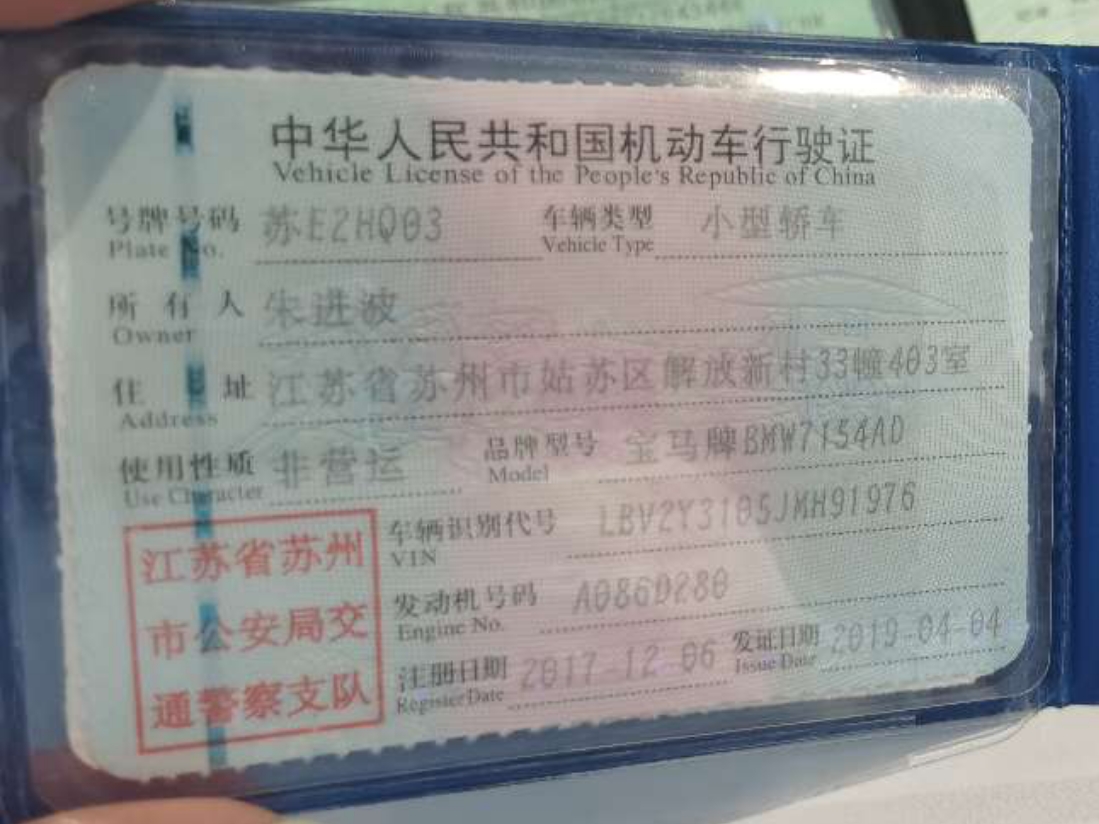 中华人民共和国机动车行驶证
Vehicle License of the People's Republic of China
号牌号码 苏E2HQ03 车辆类型 小型轿车
Plate No. Vehicle Type
所有人 朱进波
Owner
住址 江苏省苏州市姑苏区解放新村33幢403室
Address
使用性质 非营运 品牌型号 宝马牌BMW7154AD
Use Character Model
车辆识别代号 LBV2Y3105JMH91976
VIN
发动机号码 A086D280
Engine No.
注册日期 2017-12-06 发证日期 2019-04-04
Register Date Issue Date
江苏省苏州
市公安局交
通警察支队